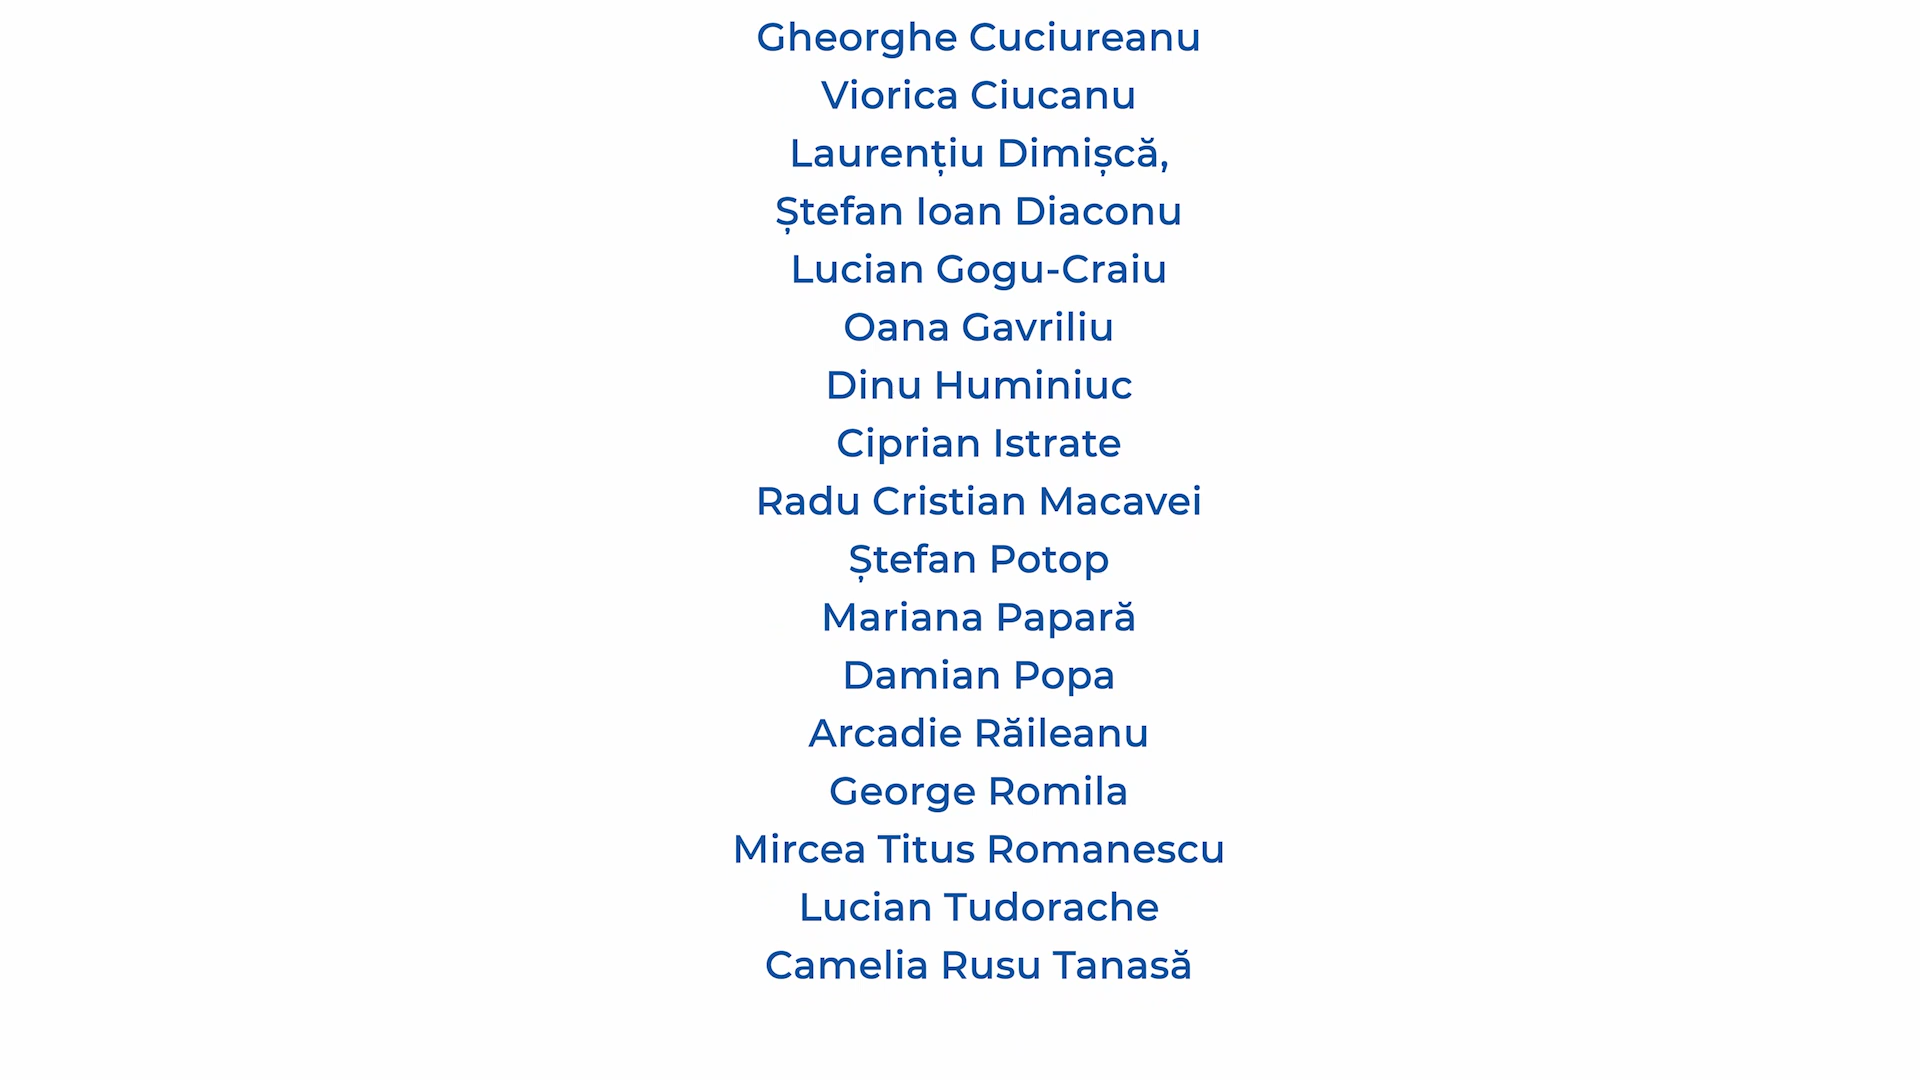 Gheorghe Cuciureanu
Viorica Ciucanu
Laurențiu Dimișcă,
Ștefan Ioan Diaconu
Lucian Gogu-Craiu
Oana Gavriliu
Dinu Huminiuc
Ciprian Istrate
Radu Cristian Macavei
Ștefan Potop
Mariana Papară
Damian Popa
Arcadie Răileanu
George Romila
Mircea Titus Romanescu
Lucian Tudorache
Camelia Rusu Tanasă